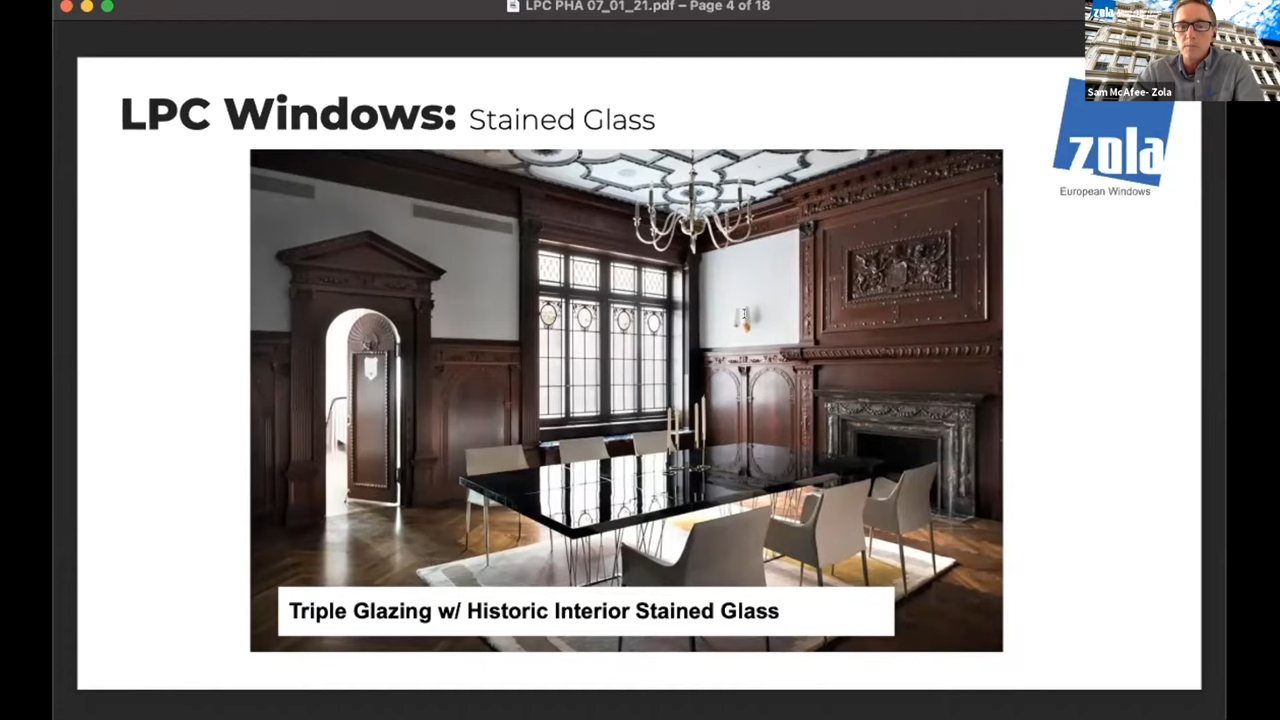 LPC PHA 07_01_21.pdf – Page 4 of 18
zola
Sam McAfee- Zola
LPC Windows: Stained Glass
zola
European Windows
Triple Glazing w/ Historic Interior Stained Glass